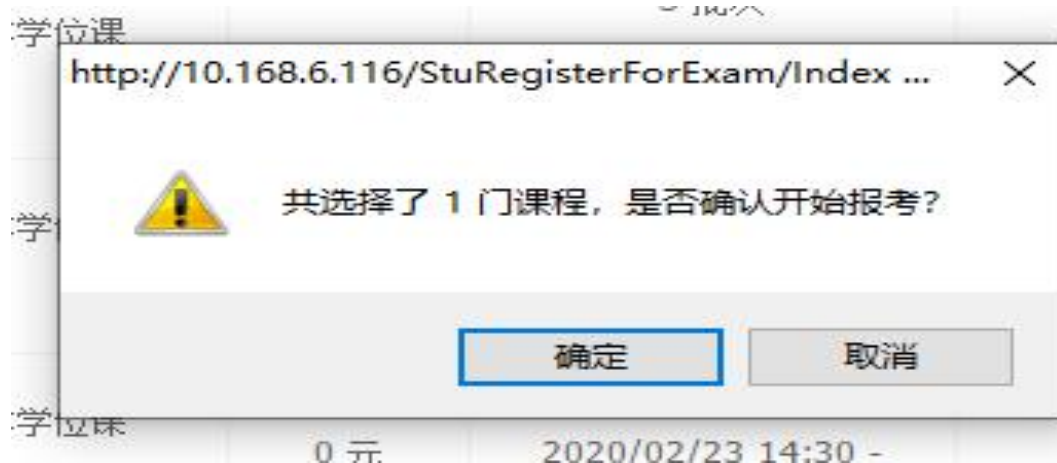 学位课
http://10.168.6.116/StuRegisterForExam/Index ...
共选择了 1 门课程，是否确认开始报考？
学
确定
取消
学位课
0 元
2020/02/23 14:30 -